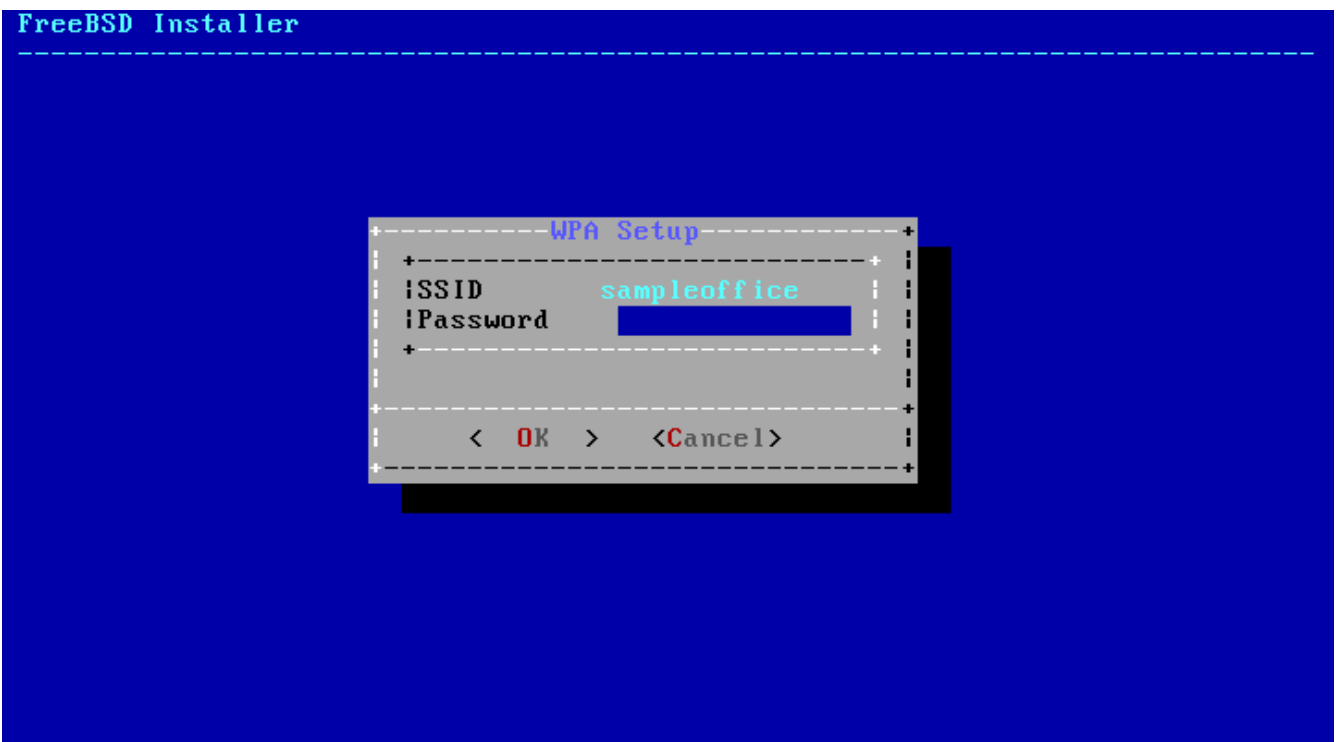 FreeBSD Installer
WPA Setup
SSID sampleoffice
Password
< OK > <Cancel>